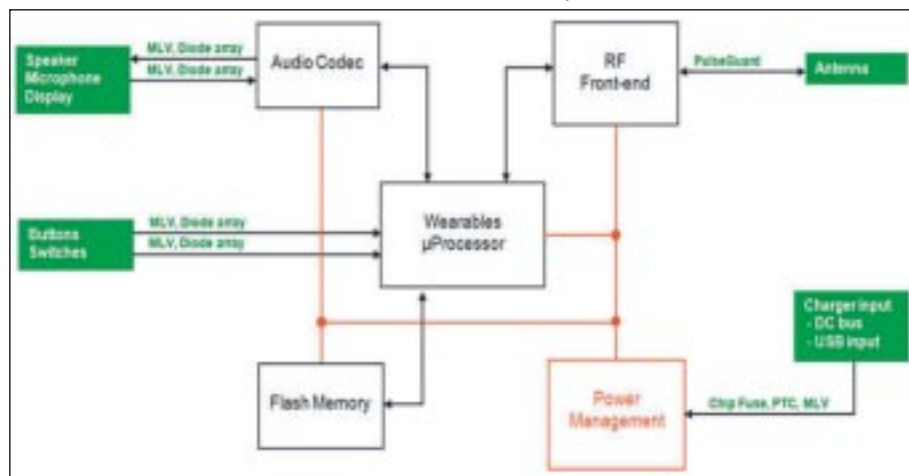 MLV, Diode array
MLV, Diode array
Speaker
Microphone
Display
Audio Codec
RF
Front-end
PulseGuard
Antenna
Wearables
µProcessor
MLV, Diode array
MLV, Diode array
Buttons
Switches
Charger input
- DC bus
- USB input
Flash Memory
Power
Management
Chip Fuse, PTC, MLV